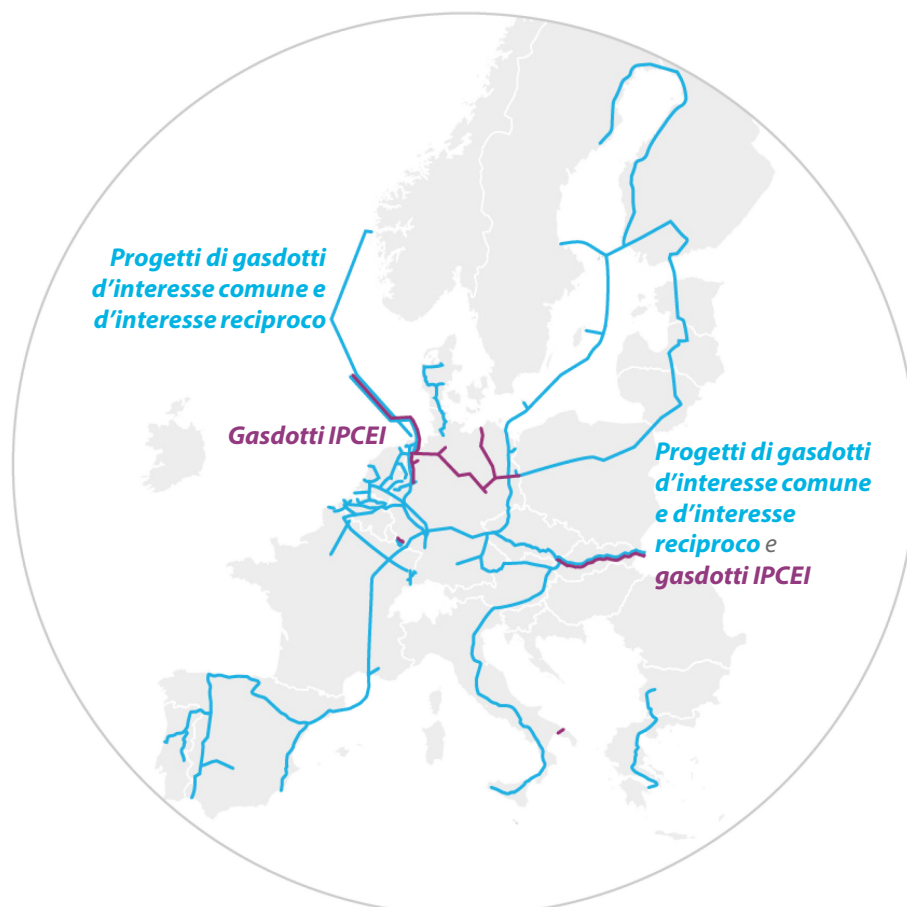 Progetti di gasdotti
d’interesse comune e
d’interesse reciproco
Gasdotti IPCEI
Progetti di gasdotti
d’interesse comune
e d’interesse
reciproco e
gasdotti IPCEI